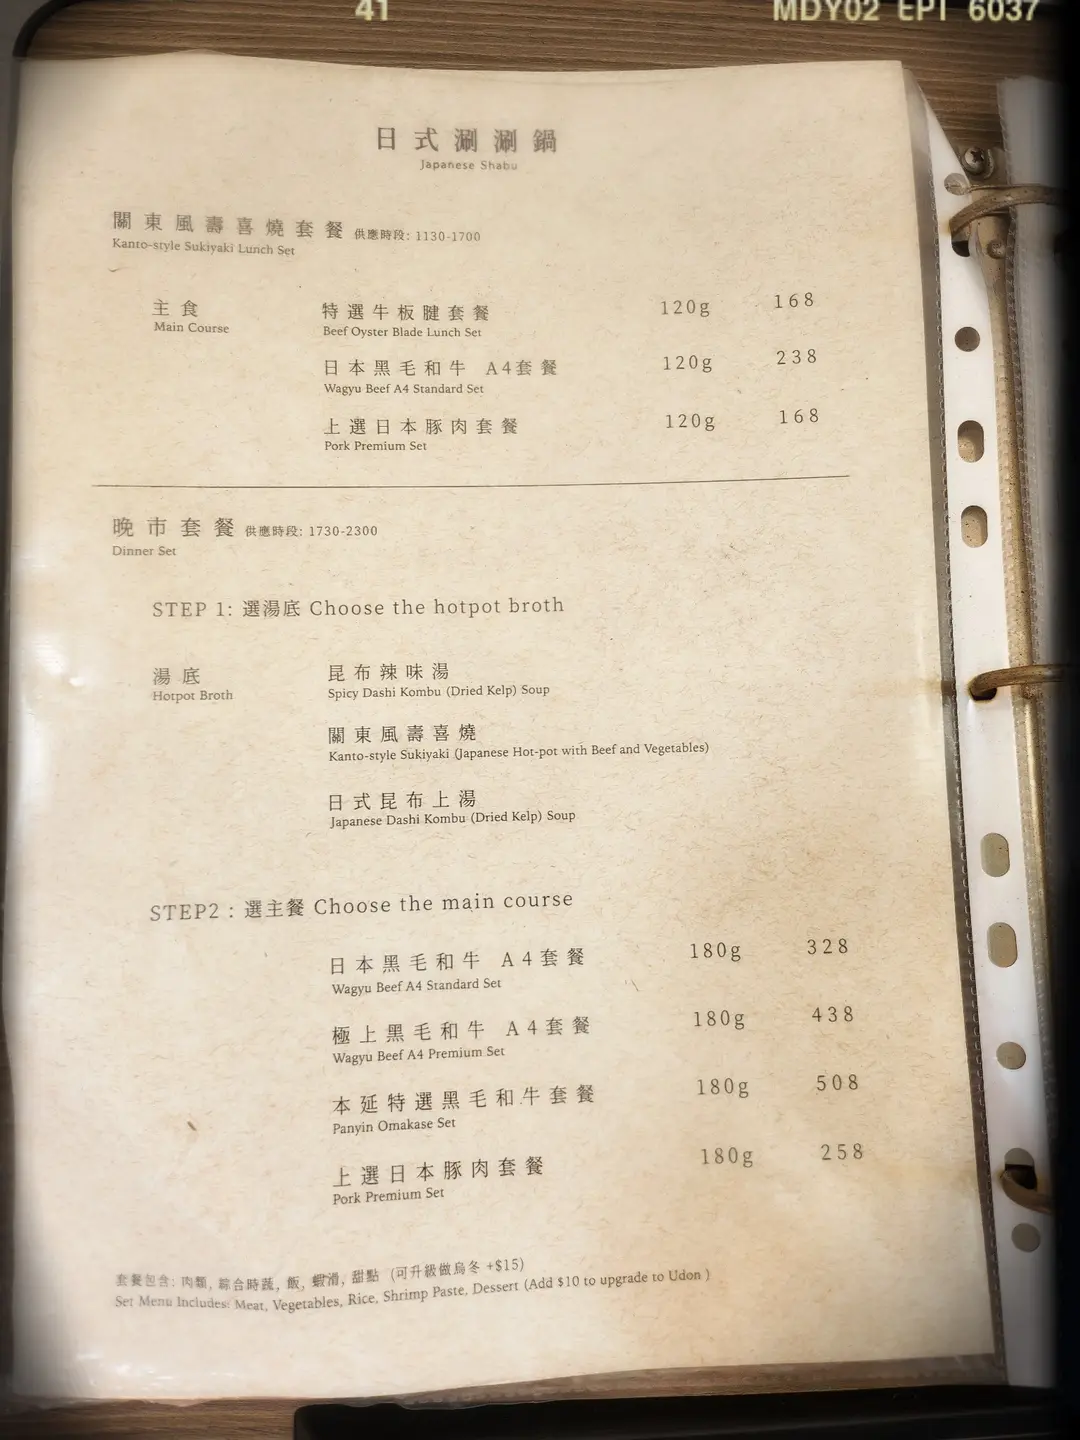 41
MDY02 EPI 6037
日式涮涮鍋
Japanese Shabu
關東風壽喜燒套餐 供應時段: 1130-1700
Kanto-style Sukiyaki Lunch Set
主食
Main Course
特選牛板腱套餐 120g 168
Beef Oyster Blade Lunch Set
日本黑毛和牛 A4套餐 120g 238
Wagyu Beef A4 Standard Set
上選日本豚肉套餐 120g 168
Pork Premium Set
晚市套餐 供應時段: 1730-2300
Dinner Set
STEP 1: 選湯底 Choose the hotpot broth
湯底
Hotpot Broth
昆布辣味湯
Spicy Dashi Kombu (Dried Kelp) Soup
關東風壽喜燒
Kanto-style Sukiyaki (Japanese Hot-pot with Beef and Vegetables)
日式昆布上湯
Japanese Dashi Kombu (Dried Kelp) Soup
STEP2 : 選主餐 Choose the main course
日本黑毛和牛 A4套餐 180g 328
Wagyu Beef A4 Standard Set
極上黑毛和牛 A4套餐 180g 438
Wagyu Beef A4 Premium Set
本延特選黑毛和牛套餐 180g 508
Panyin Omakase Set
上選日本豚肉套餐 180g 258
Pork Premium Set
套餐包含: 肉類, 綜合時蔬, 飯, 蝦滑, 甜點 (可升級做烏冬 +$15)
Set Menu Includes: Meat, Vegetables, Rice, Shrimp Paste, Dessert (Add $10 to upgrade to Udon )